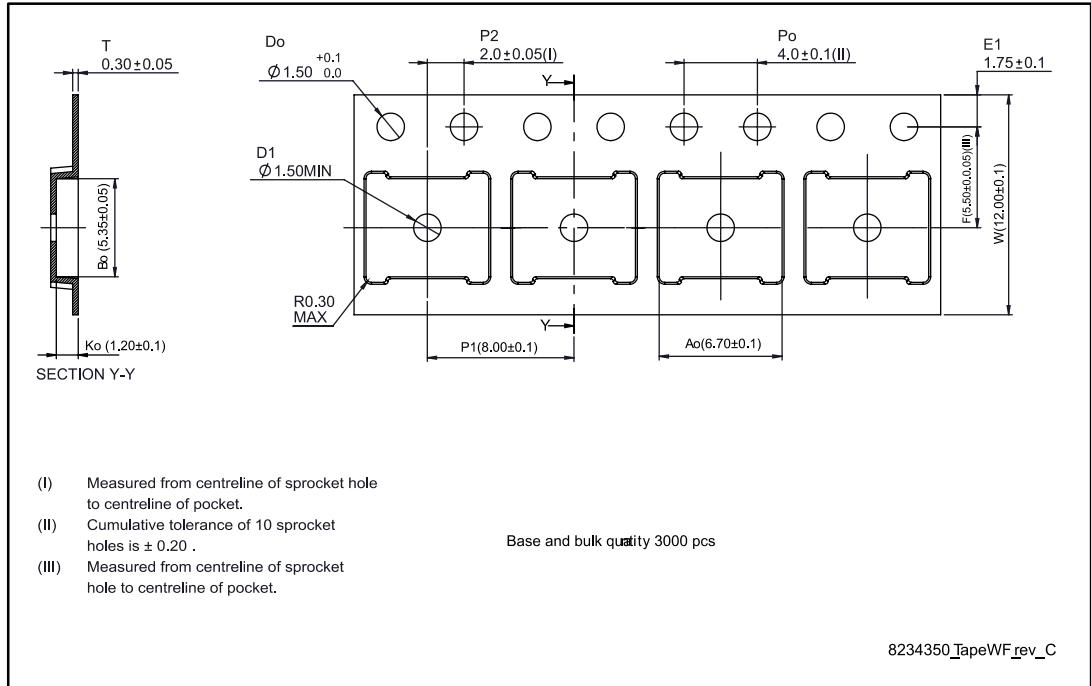 T
0.30±0.05
Do
Ø1.50 +0.1 0.0
P2
2.0±0.05(I)
Po
4.0±0.1(II)
E1
1.75±0.1
Y
D1
Ø1.50MIN
Bo (5.35±0.05)
F(5.50±0.0.05)(III)
W(12.00±0.1)
R0.30
MAX
Y
Ko (1.20±0.1)
P1(8.00±0.1)
Ao(6.70±0.1)
SECTION Y-Y
(I) Measured from centreline of sprocket hole
to centreline of pocket.
(II) Cumulative tolerance of 10 sprocket
holes is ± 0.20 .
(III) Measured from centreline of sprocket
hole to centreline of pocket.
Base and bulk quatity 3000 pcs
8234350_TapeWF_rev_C